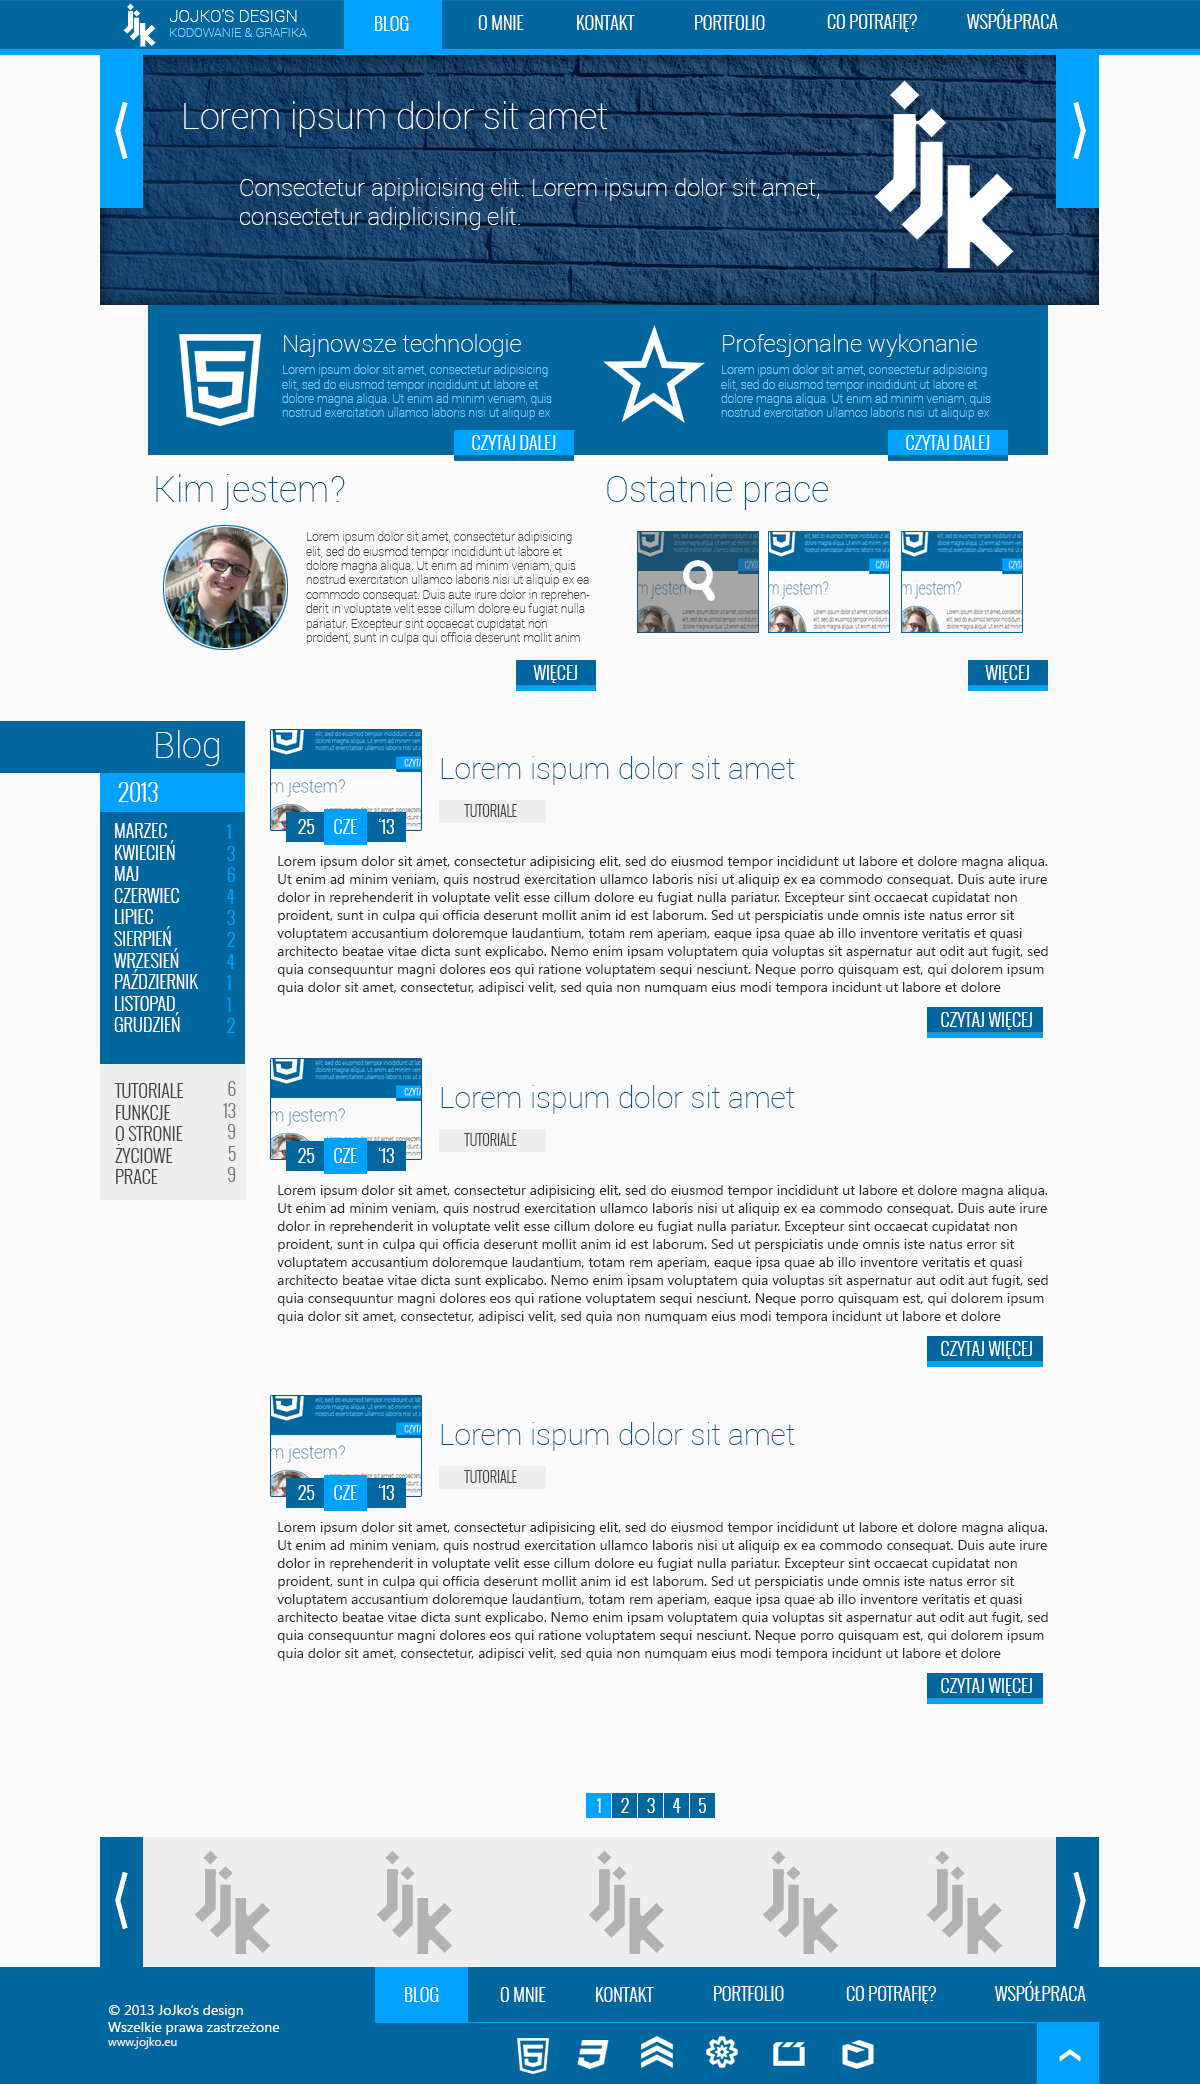 JOJKO'S DESIGN
KODOWANIE & GRAFIKA
BLOG
O MNIE
KONTAKT
PORTFOLIO
CO POTRAFIĘ?
WSPÓŁPRACA
Lorem ipsum dolor sit amet
Consectetur apiplicising elit. Lorem ipsum dolor sit amet,
consectetur adiplicising elit.
jjk
Najnowsze technologie
Lorem ipsum dolor sit amet, consectetur adipisicing
elit, sed do eiusmod tempor incididunt ut labore et
dolore magna aliqua. Ut enim ad minim veniam, quis
nostrud exercitation ullamco laboris nisi ut aliquip ex
CZYTAJ DALEJ
Profesjonalne wykonanie
Lorem ipsum dolor sit amet, consectetur adipisicing
elit, sed do eiusmod tempor incididunt ut labore et
dolore magna aliqua. Ut enim ad minim veniam, quis
nostrud exercitation ullamco laboris nisi ut aliquip ex
CZYTAJ DALEJ
Kim jestem?
Lorem ipsum dolor sit amet, consectetur adipisicing
elit, sed do eiusmod tempor incididunt ut labore et
dolore magna aliqua. Ut enim ad minim veniam, quis
nostrud exercitation ullamco laboris nisi ut aliquip ex ea
commodo consequat. Duis aute irure dolor in reprehen-
derit in voluptate velit esse cillum dolore eu fugiat nulla
pariatur. Excepteur sint occaecat cupidatat non
proident, sunt in culpa qui officia deserunt mollit anim
WIĘCEJ
Ostatnie prace
WIĘCEJ
Blog
2013
MARZEC 1
KWIECIEŃ 3
MAJ 6
CZERWIEC 4
LIPIEC 3
SIERPIEŃ 2
WRZESIEŃ 4
PAŹDZIERNIK 1
LISTOPAD 1
GRUDZIEŃ 2
TUTORIALE 6
FUNKCJE 13
O STRONIE 9
ŻYCIOWE 5
PRACE 9
m jestem?
25 CZE '13
Lorem ispum dolor sit amet
TUTORIALE
Lorem ipsum dolor sit amet, consectetur adipisicing elit, sed do eiusmod tempor incididunt ut labore et dolore magna aliqua.
Ut enim ad minim veniam, quis nostrud exercitation ullamco laboris nisi ut aliquip ex ea commodo consequat. Duis aute irure
dolor in reprehenderit in voluptate velit esse cillum dolore eu fugiat nulla pariatur. Excepteur sint occaecat cupidatat non
proident, sunt in culpa qui officia deserunt mollit anim id est laborum. Sed ut perspiciatis unde omnis iste natus error sit
voluptatem accusantium doloremque laudantium, totam rem aperiam, eaque ipsa quae ab illo inventore veritatis et quasi
architecto beatae vitae dicta sunt explicabo. Nemo enim ipsam voluptatem quia voluptas sit aspernatur aut odit aut fugit, sed
quia consequuntur magni dolores eos qui ratione voluptatem sequi nesciunt. Neque porro quisquam est, qui dolorem ipsum
quia dolor sit amet, consectetur, adipisci velit, sed quia non numquam eius modi tempora incidunt ut labore et dolore
CZYTAJ WIĘCEJ
m jestem?
25 CZE '13
Lorem ispum dolor sit amet
TUTORIALE
Lorem ipsum dolor sit amet, consectetur adipisicing elit, sed do eiusmod tempor incididunt ut labore et dolore magna aliqua.
Ut enim ad minim veniam, quis nostrud exercitation ullamco laboris nisi ut aliquip ex ea commodo consequat. Duis aute irure
dolor in reprehenderit in voluptate velit esse cillum dolore eu fugiat nulla pariatur. Excepteur sint occaecat cupidatat non
proident, sunt in culpa qui officia deserunt mollit anim id est laborum. Sed ut perspiciatis unde omnis iste natus error sit
voluptatem accusantium doloremque laudantium, totam rem aperiam, eaque ipsa quae ab illo inventore veritatis et quasi
architecto beatae vitae dicta sunt explicabo. Nemo enim ipsam voluptatem quia voluptas sit aspernatur aut odit aut fugit, sed
quia consequuntur magni dolores eos qui ratione voluptatem sequi nesciunt. Neque porro quisquam est, qui dolorem ipsum
quia dolor sit amet, consectetur, adipisci velit, sed quia non numquam eius modi tempora incidunt ut labore et dolore
CZYTAJ WIĘCEJ
m jestem?
25 CZE '13
Lorem ispum dolor sit amet
TUTORIALE
Lorem ipsum dolor sit amet, consectetur adipisicing elit, sed do eiusmod tempor incididunt ut labore et dolore magna aliqua.
Ut enim ad minim veniam, quis nostrud exercitation ullamco laboris nisi ut aliquip ex ea commodo consequat. Duis aute irure
dolor in reprehenderit in voluptate velit esse cillum dolore eu fugiat nulla pariatur. Excepteur sint occaecat cupidatat non
proident, sunt in culpa qui officia deserunt mollit anim id est laborum. Sed ut perspiciatis unde omnis iste natus error sit
voluptatem accusantium doloremque laudantium, totam rem aperiam, eaque ipsa quae ab illo inventore veritatis et quasi
architecto beatae vitae dicta sunt explicabo. Nemo enim ipsam voluptatem quia voluptas sit aspernatur aut odit aut fugit, sed
quia consequuntur magni dolores eos qui ratione voluptatem sequi nesciunt. Neque porro quisquam est, qui dolorem ipsum
quia dolor sit amet, consectetur, adipisci velit, sed quia non numquam eius modi tempora incidunt ut labore et dolore
CZYTAJ WIĘCEJ
1 2 3 4 5
jjk jjk jjk jjk jjk
BLOG
O MNIE
KONTAKT
PORTFOLIO
CO POTRAFIĘ?
WSPÓŁPRACA
© 2013 JoJko's design
Wszelkie prawa zastrzeżone
www.jojko.eu